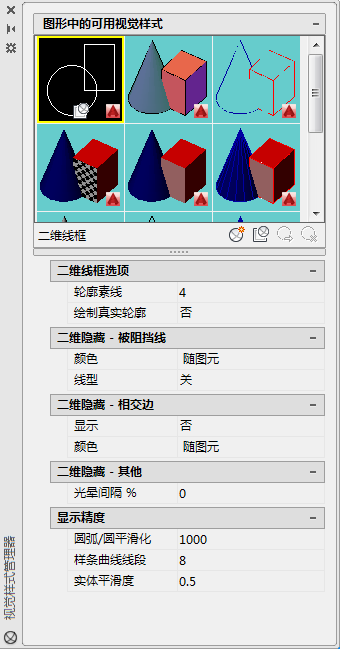 图形中的可用视觉样式
二维线框
二维线框选项
轮廓素线 4
绘制真实轮廓 否
二维隐藏 - 被阻挡线
颜色 随图元
线型 关
二维隐藏 - 相交边
显示 否
颜色 随图元
二维隐藏 - 其他
光晕间隔 % 0
显示精度
圆弧/圆平滑化 1000
样条曲线线段 8
实体平滑度 0.5
视觉样式管理器